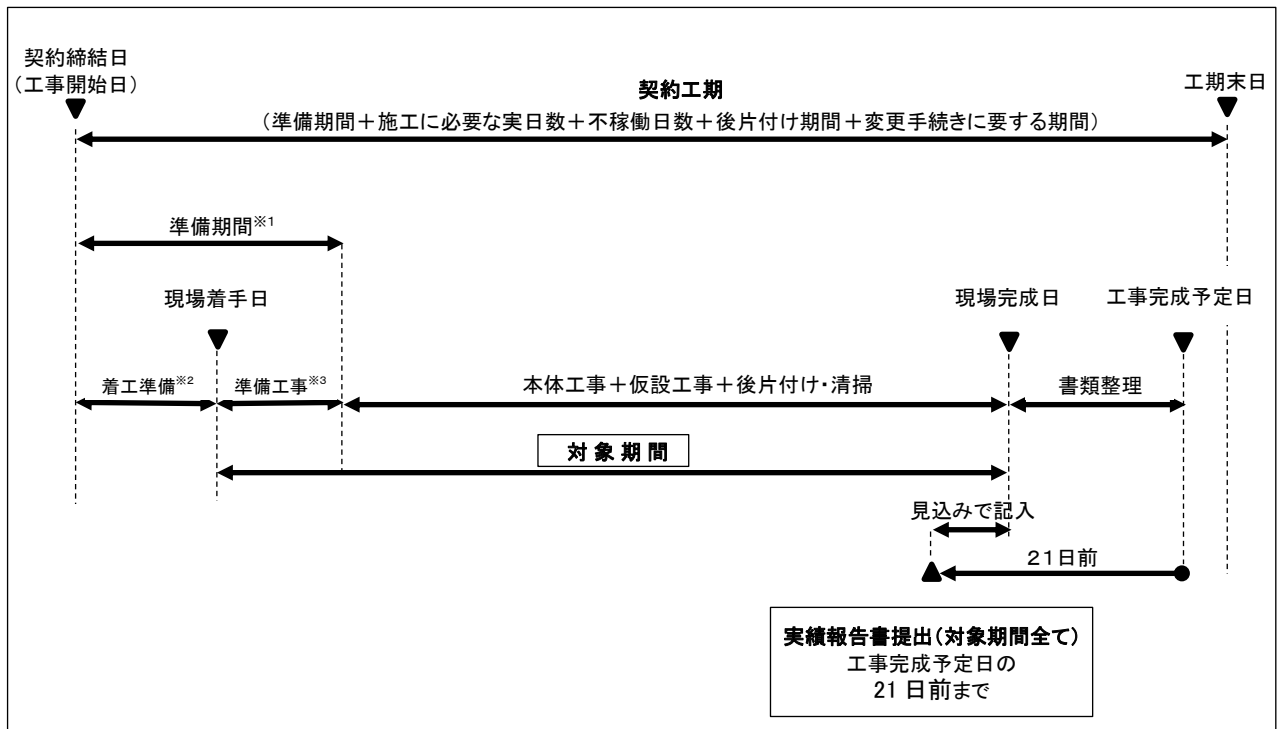 契約締結日
(工事開始日)
契約工期
工期末日
(準備期間+施工に必要な実日数+不稼働日数+後片付け期間+変更手続きに要する期間)
準備期間※1
現場着手日
現場完成日
工事完成予定日
着工準備※2
準備工事※3
本体工事+仮設工事+後片付け・清掃
書類整理
対象期間
見込みで記入
21日前
実績報告書提出(対象期間全て)
工事完成予定日の
21 日前まで